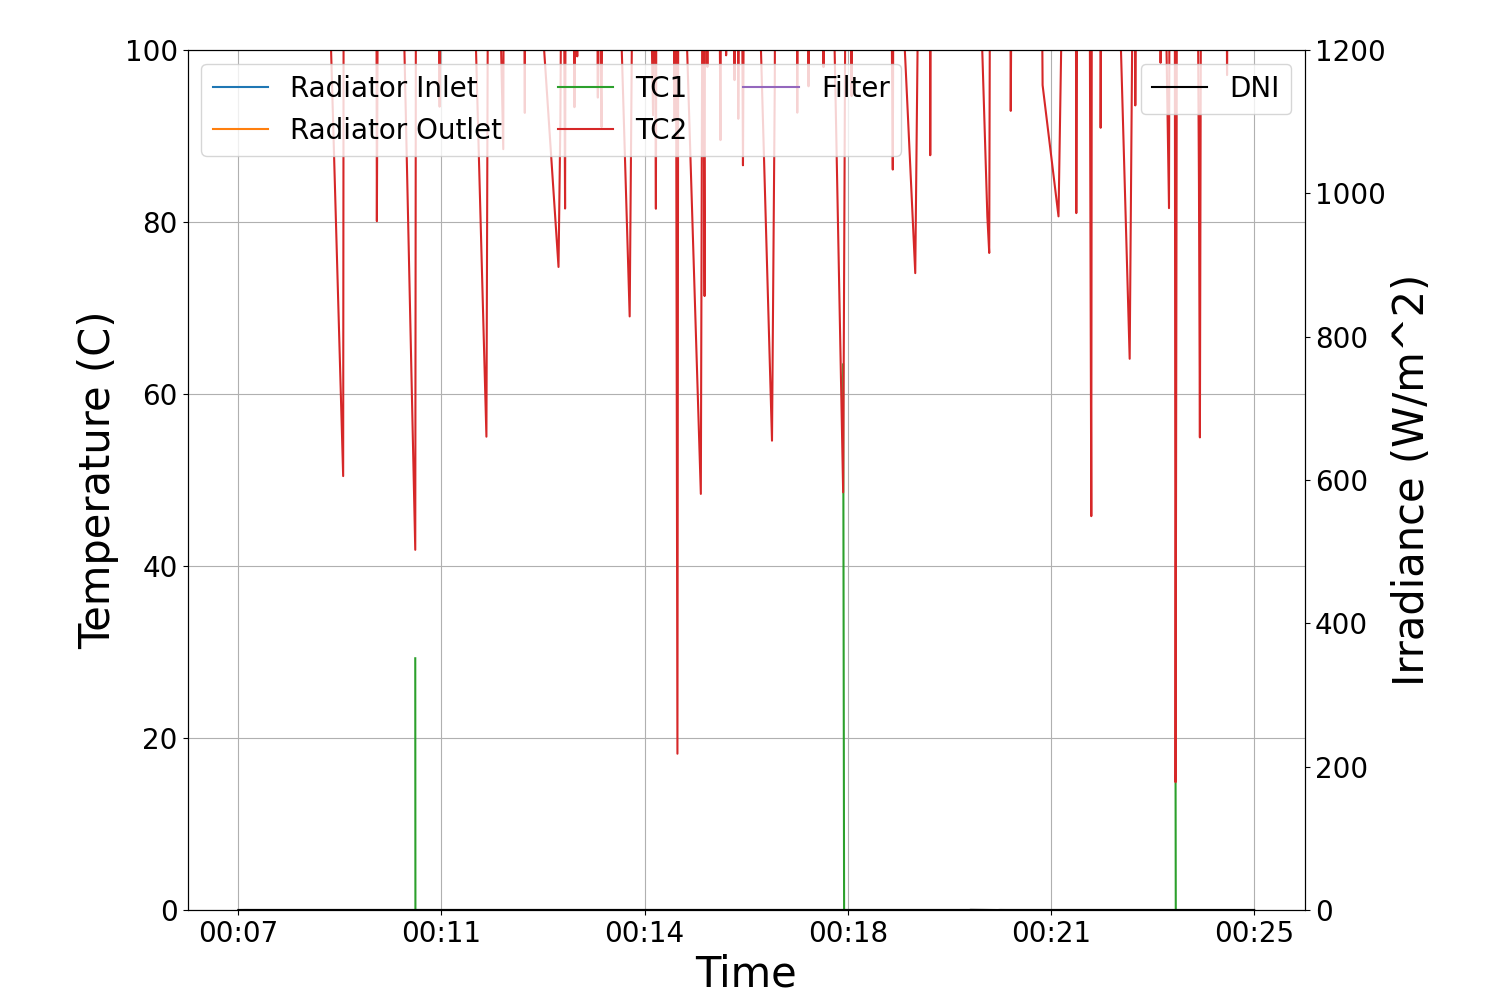 100
80
60
40
20
0
Temperature (C)
Radiator Inlet
Radiator Outlet
TC1
TC2
Filter
DNI
1200
1000
800
600
400
200
0
Irradiance (W/m^2)
00:07 00:11 00:14 00:18 00:21 00:25
Time